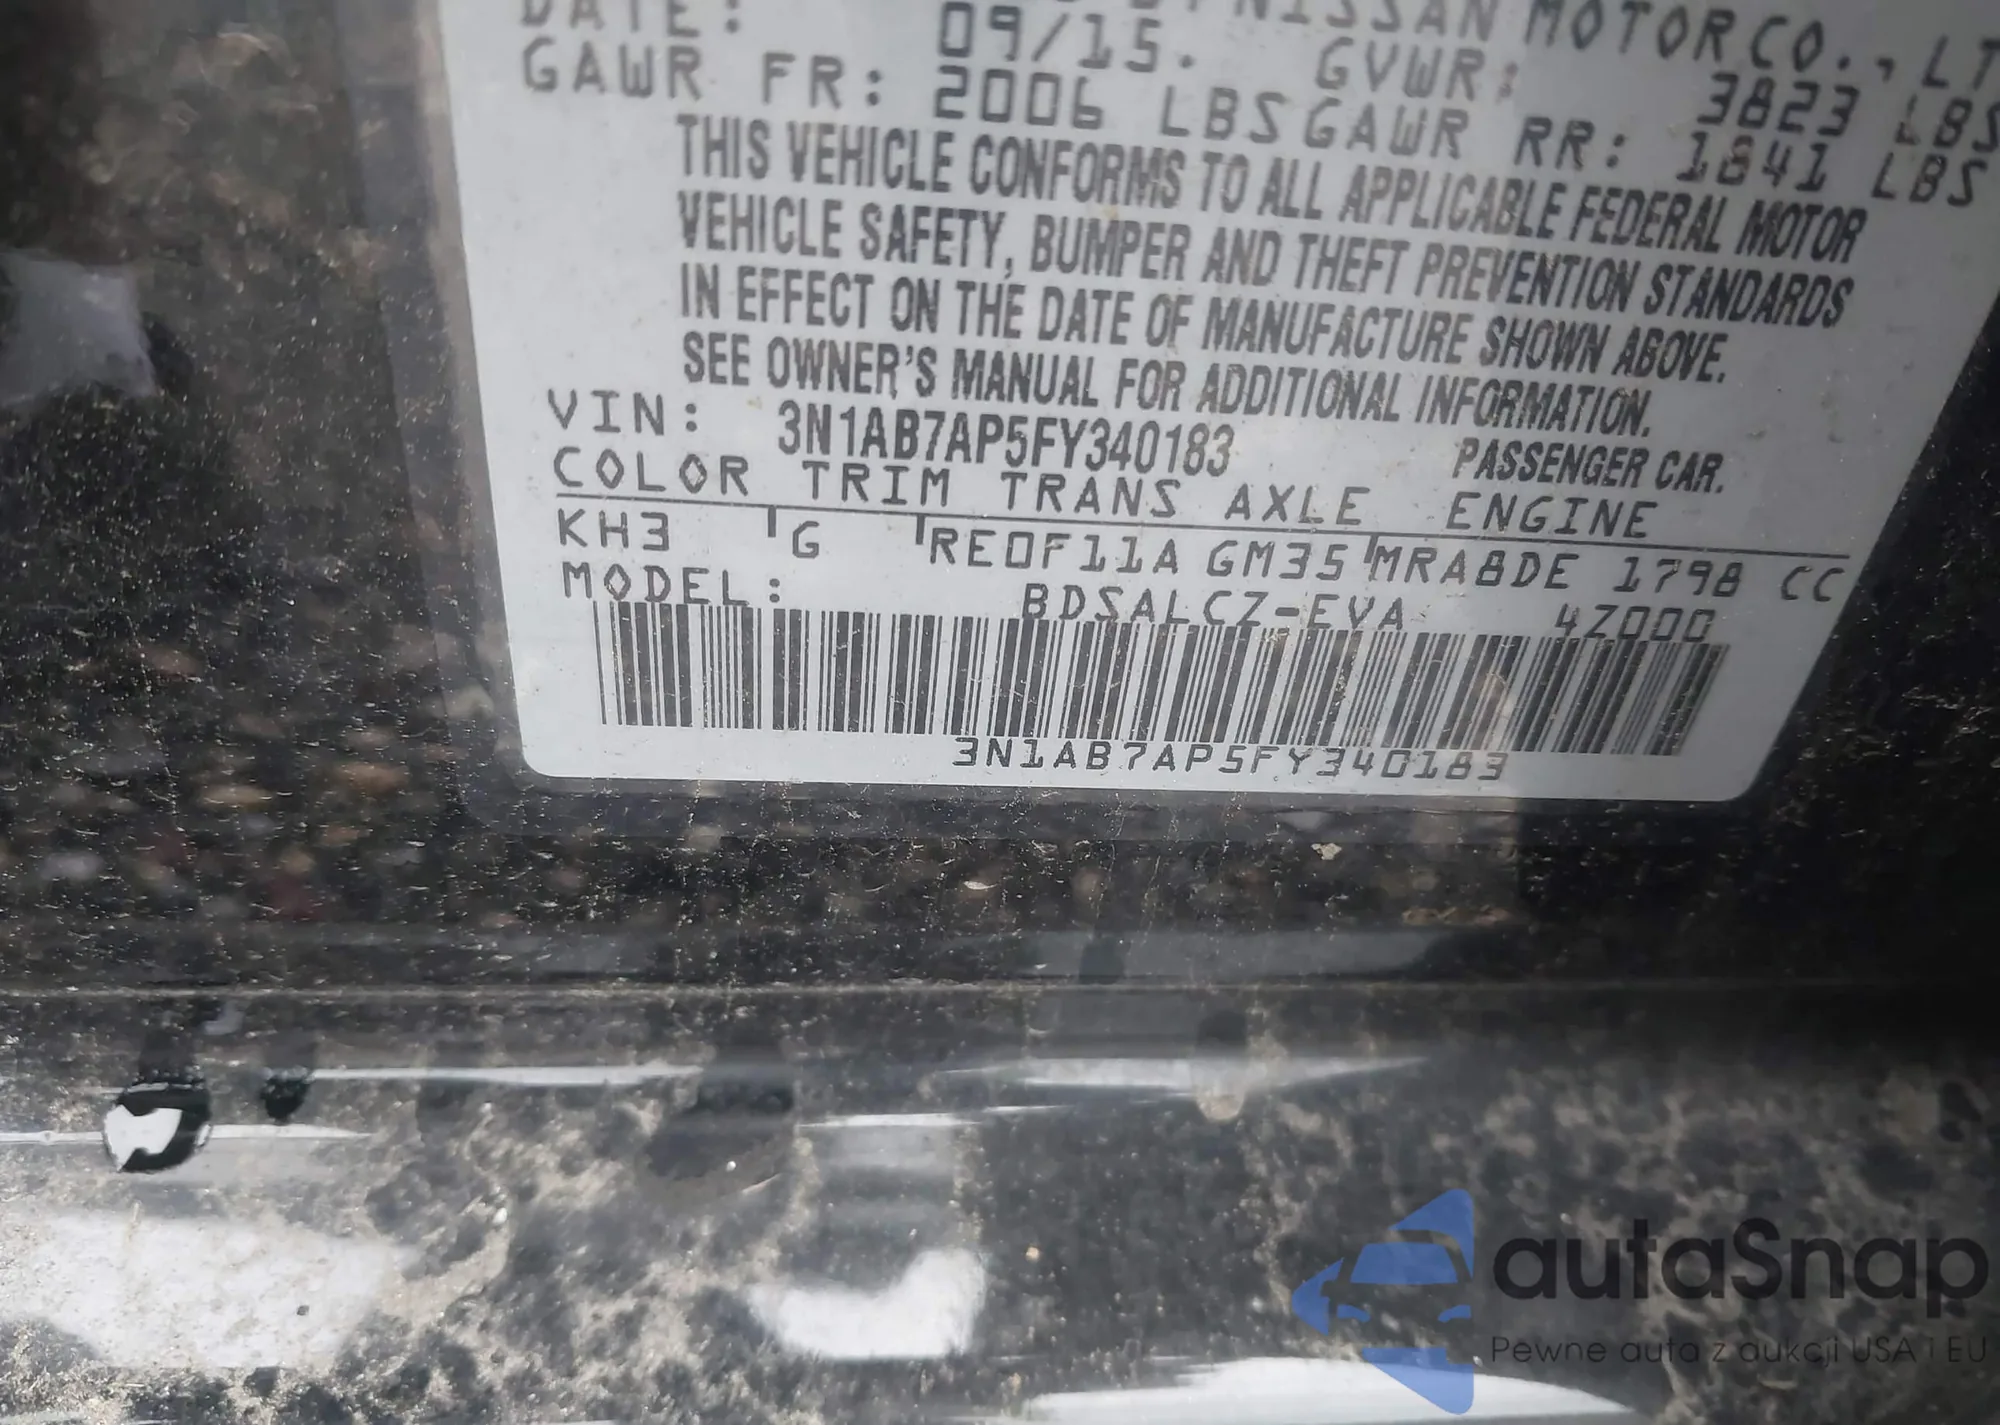 DATE: NISSAN MOTOR CO., LT
09/15. GVWR: 3823 LBS
GAWR FR: 2006 LBS GAWR RR: 1841 LBS
THIS VEHICLE CONFORMS TO ALL APPLICABLE FEDERAL MOTOR
VEHICLE SAFETY, BUMPER AND THEFT PREVENTION STANDARDS
IN EFFECT ON THE DATE OF MANUFACTURE SHOWN ABOVE.
SEE OWNER'S MANUAL FOR ADDITIONAL INFORMATION.
VIN: 3N1AB7AP5FY340183 PASSENGER CAR.
COLOR TRIM TRANS AXLE ENGINE
KH3 G RE0F11A GM35 MRA8DE 1798 CC
MODEL: BDSALCZ-EVA 4Z000
3N1AB7AP5FY340183
autaSnap
Pewne auta z aukcji USA i EU